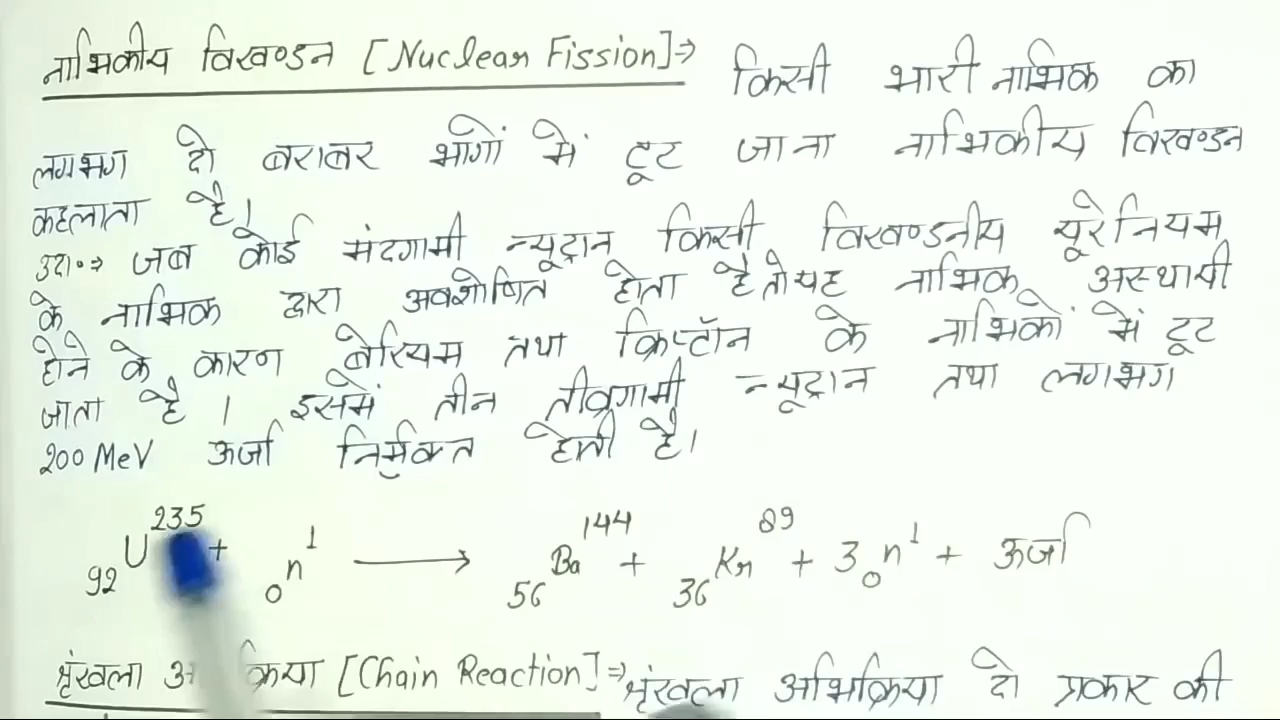 नाभिकीय विखण्डन [Nuclear Fission]⇒ किसी भारी नाभिक का
लगभग दो बराबर भागों में टूट जाना नाभिकीय विखण्डन
कहलाता है।
उदा०⇒ जब कोई मंदगामी न्यूट्रान किसी विखण्डनीय यूरेनियम
के नाभिक द्वारा अवशोषित होता है तो यह नाभिक अस्थायी
होने के कारण बेरियम तथा क्रिप्टॉन के नाभिकों में टूट
जाता है। इसमें तीन तीव्रगामी न्यूट्रान तथा लगभग
200 MeV ऊर्जा निर्मुक्त होती है।
₉₂U²³⁵ + ₀n¹ ⟶ ₅₆Ba¹⁴⁴ + ₃₆Kr⁸⁹ + 3₀n¹ + ऊर्जा
श्रृंखला अ क्रिया [Chain Reaction]⇒ श्रृंखला अभिक्रिया दो प्रकार की